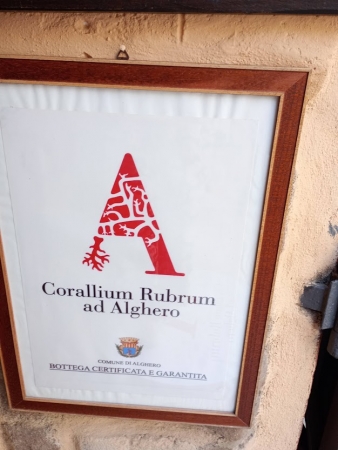 A
Corallium Rubrum
ad Alghero
COMUNE DI ALGHERO
BOTTEGA CERTIFICATA E GARANTITA